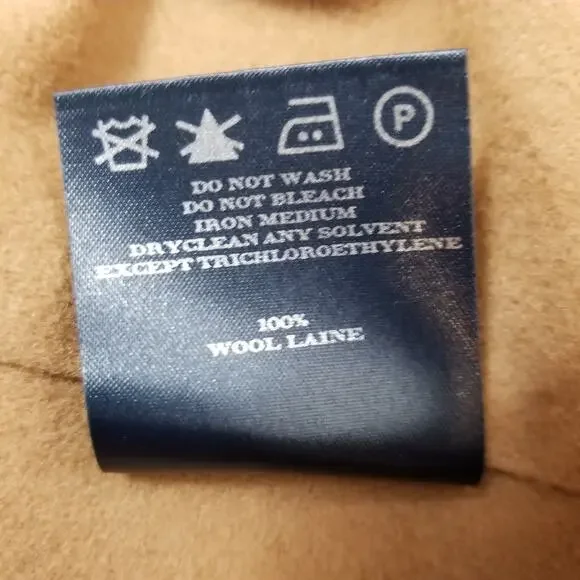 P
DO NOT WASH
DO NOT BLEACH
IRON MEDIUM
DRYCLEAN ANY SOLVENT
EXCEPT TRICHLOROETHYLENE
100%
WOOL LAINE